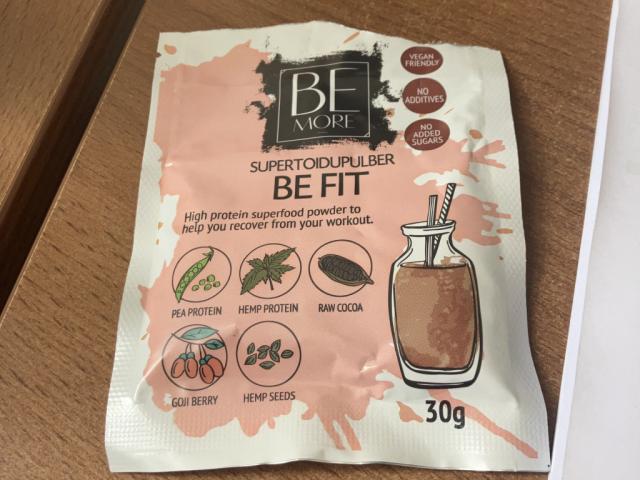 BE
MORE
VEGAN
FRIENDLY
NO
ADDITIVES
NO
ADDED
SUGARS
SUPERTOIDUPULBER
BE FIT
High protein superfood powder to
help you recover from your workout.
PEA PROTEIN
HEMP PROTEIN
RAW COCOA
GOJI BERRY
HEMP SEEDS
30g